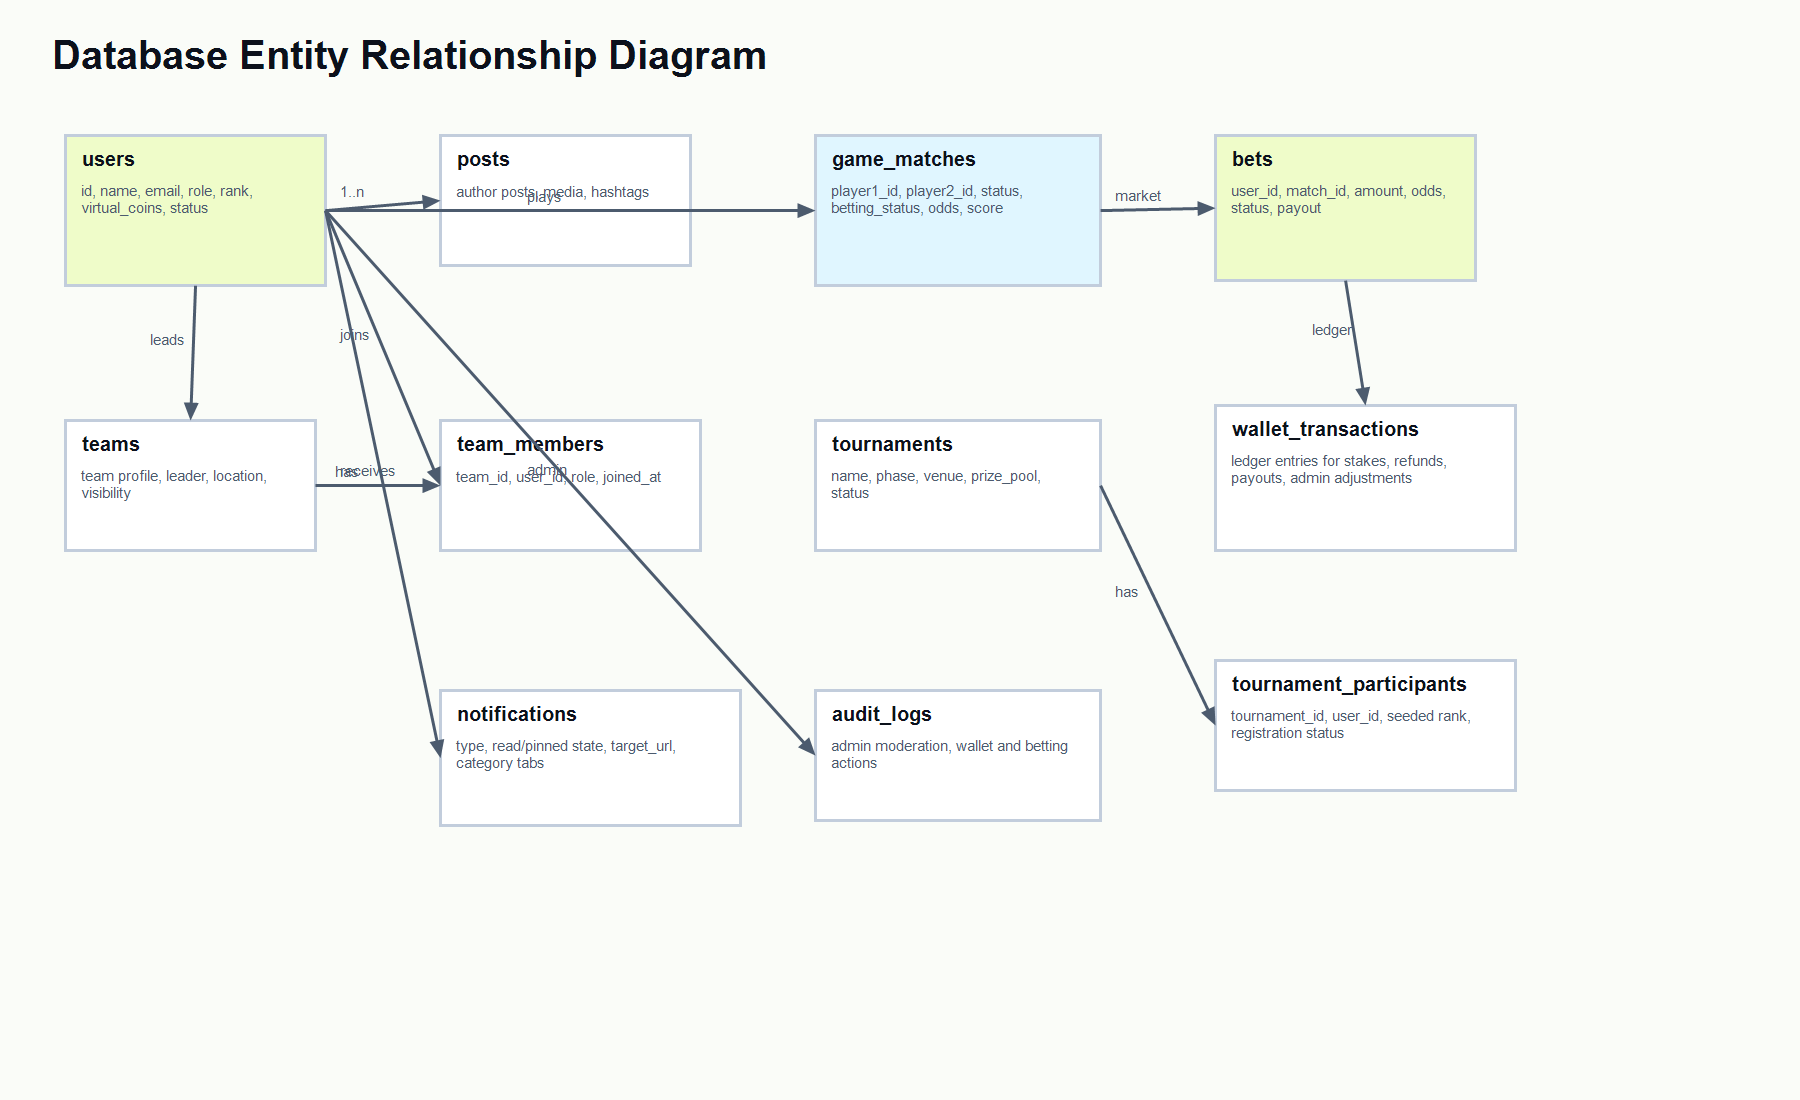 Database Entity Relationship Diagram
users
id, name, email, role, rank,
virtual_coins, status
1..n
posts
author posts, media, hashtags
plays
game_matches
player1_id, player2_id, status,
betting_status, odds, score
market
bets
user_id, match_id, amount, odds,
status, payout
leads
joins
ledger
teams
team profile, leader, location,
visibility
has
receives
team_members
team_id, user_id, role, joined_at
admin
tournaments
name, phase, venue, prize_pool,
status
wallet_transactions
ledger entries for stakes, refunds,
payouts, admin adjustments
has
notifications
type, read/pinned state, target_url,
category tabs
audit_logs
admin moderation, wallet and betting
actions
tournament_participants
tournament_id, user_id, seeded rank,
registration status